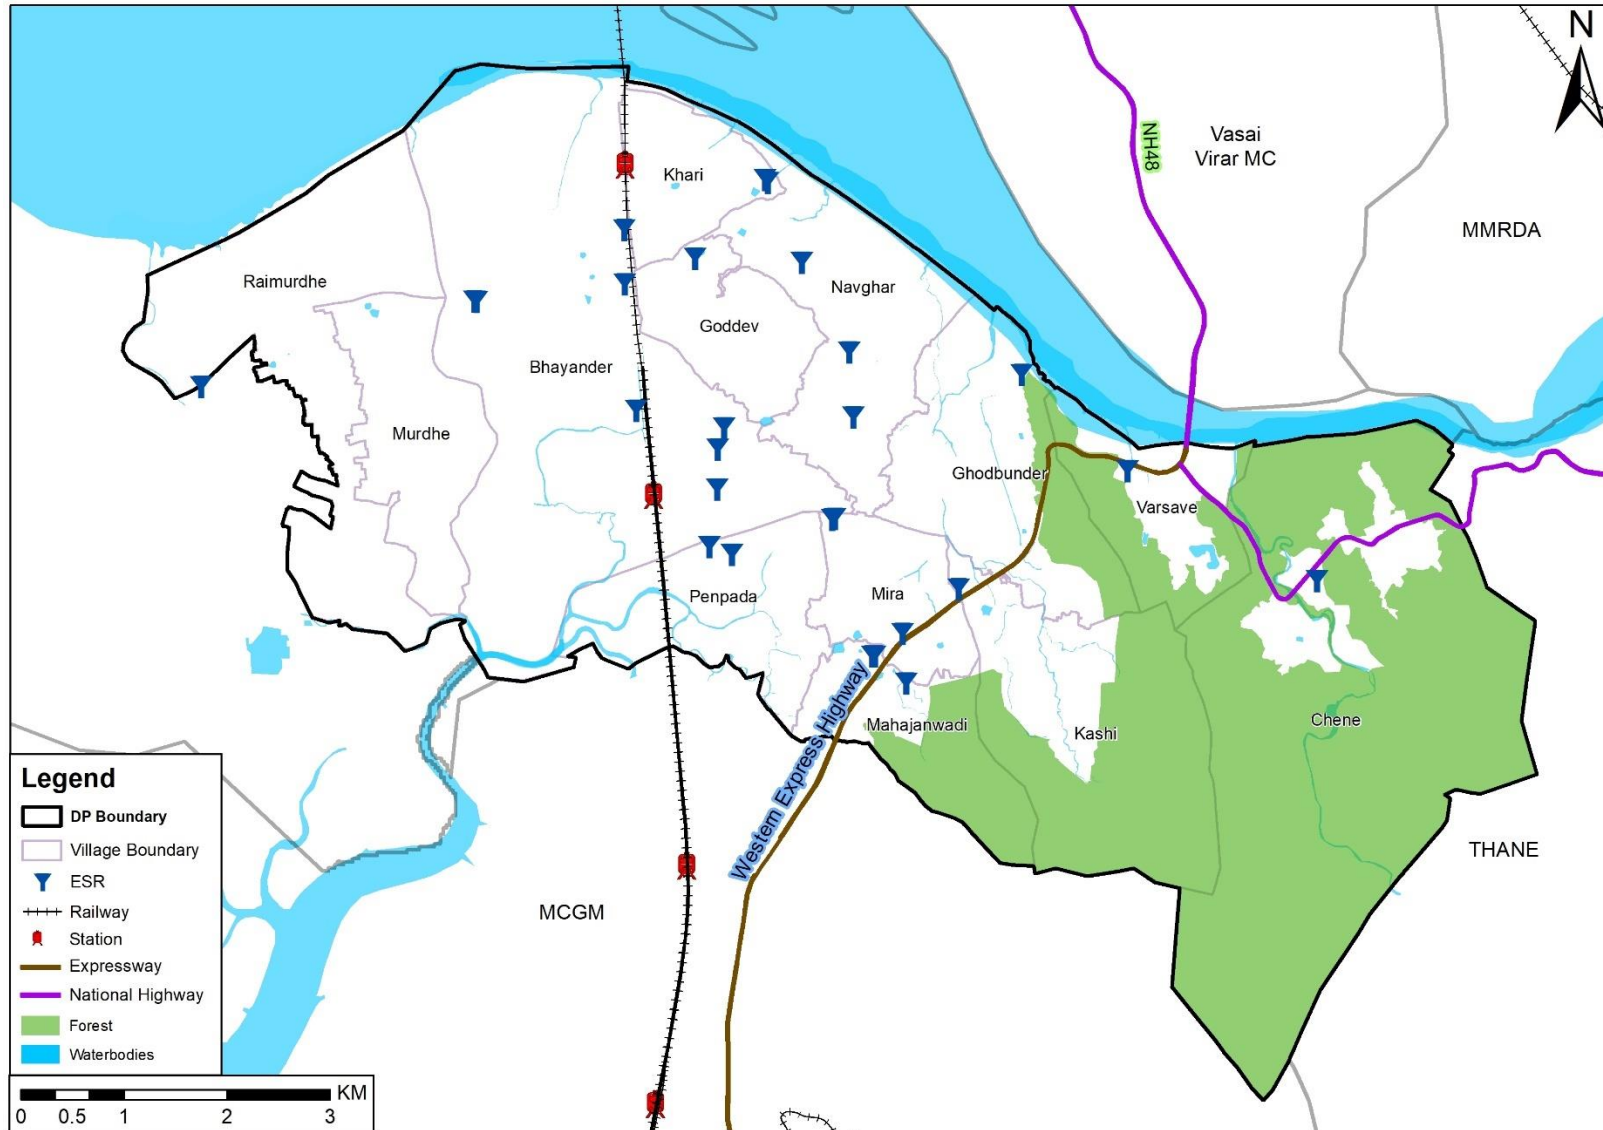 N
NH48
Vasai
Virar MC
MMRDA
Khari
Raimurdhe
Navghar
Goddev
Bhayander
Murdhe
Ghodbunder
Varsave
Penpada
Mira
Mahajanwadi
Kashi
Chene
Western Express Highway
THANE
MCGM
Legend
DP Boundary
Village Boundary
ESR
Railway
Station
Expressway
National Highway
Forest
Waterbodies
KM
0 0.5 1 2 3